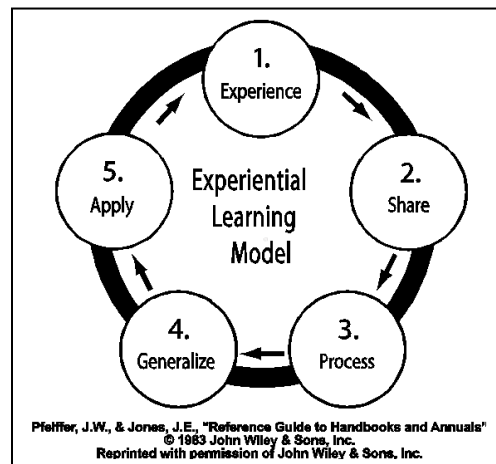 1.
Experience
2.
Share
3.
Process
4.
Generalize
5.
Apply
Experiential
Learning
Model
Pfeiffer, J.W., & Jones, J.E., "Reference Guide to Handbooks and Annuals"
© 1983 John Wiley & Sons, Inc.
Reprinted with permission of John Wiley & Sons, Inc.